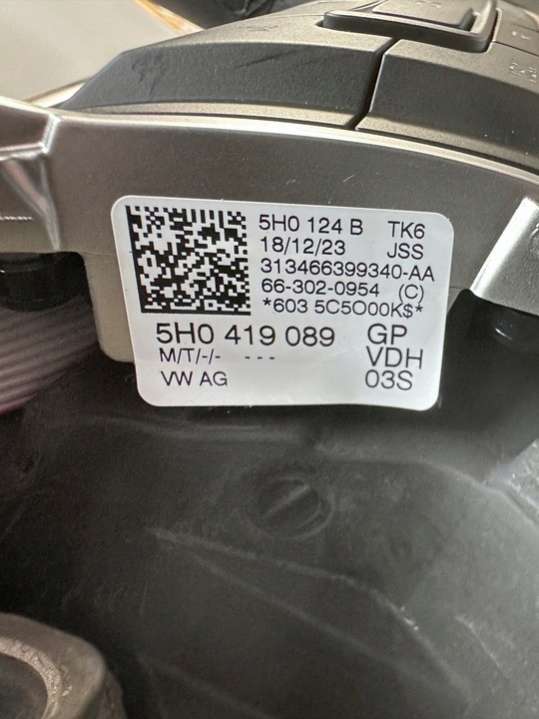 5H0 124 B TK6
18/12/23 JSS
313466399340-AA
66-302-0954 (C)
*603 5C5O00K$*
5H0 419 089 GP
M/T/-/- --- VDH
VW AG 03S